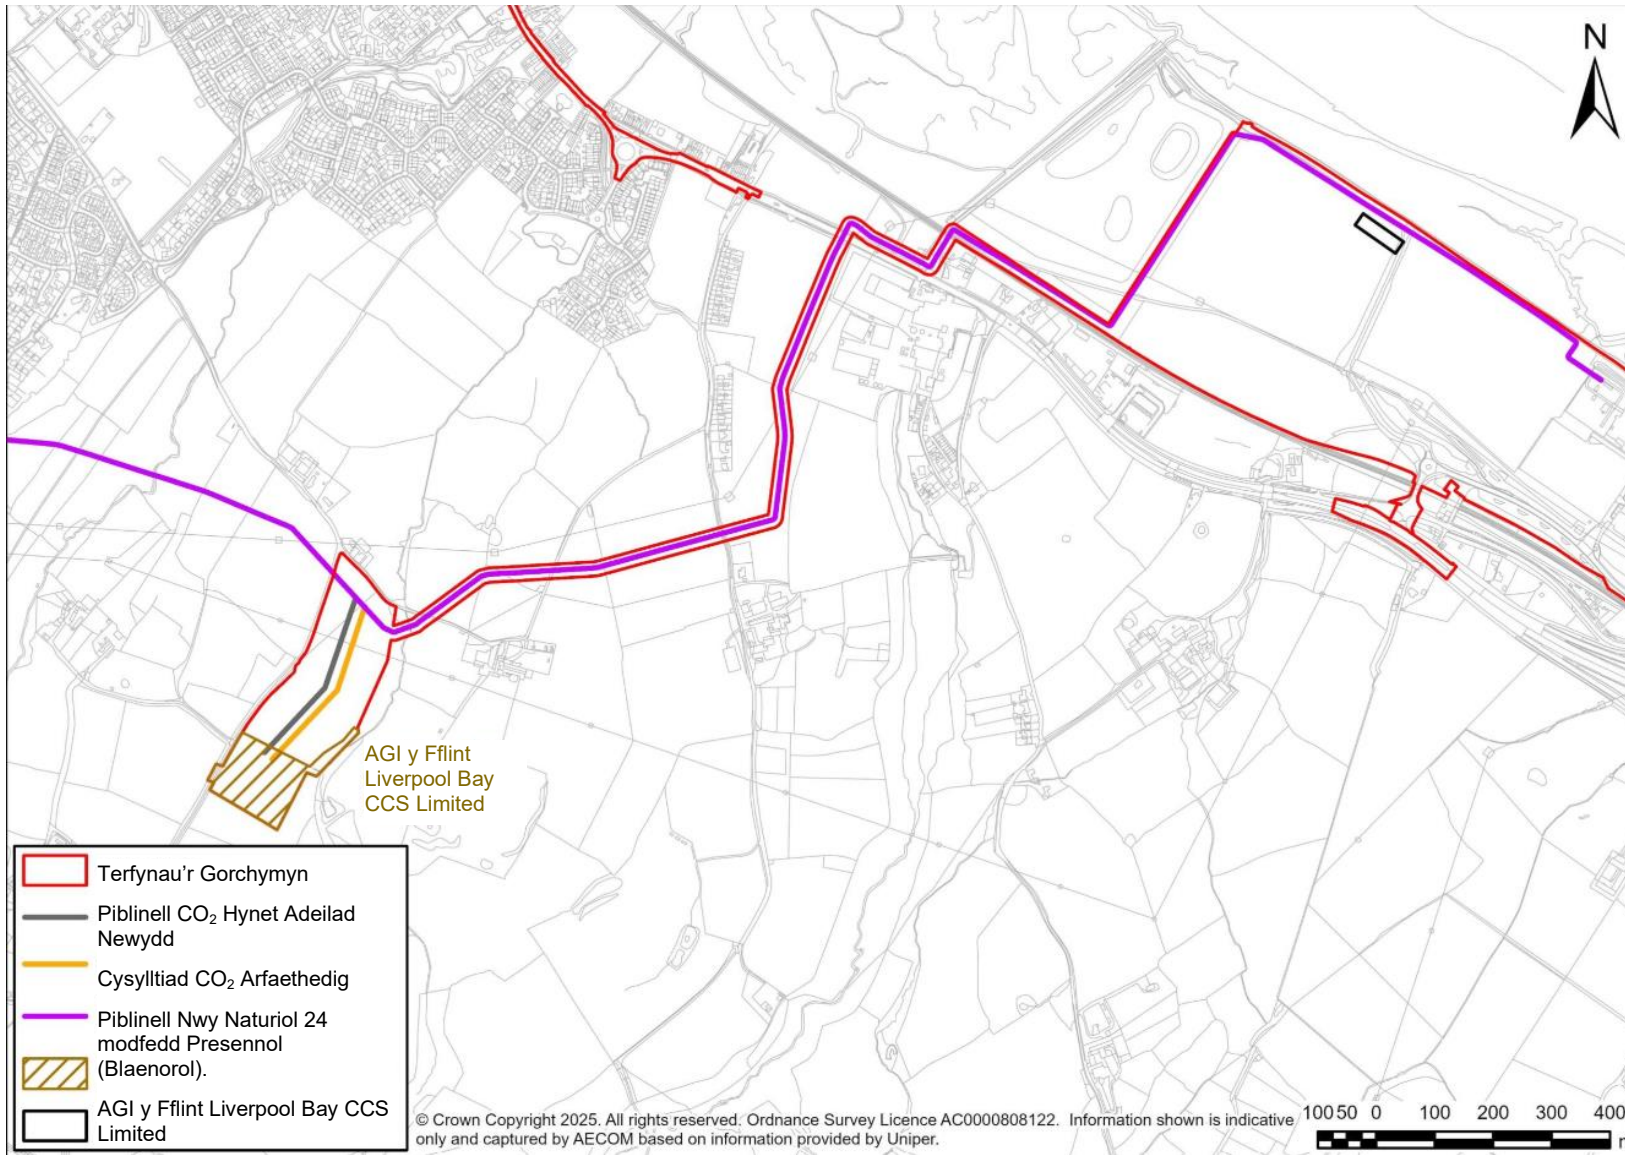 N
AGI y Fflint
Liverpool Bay
CCS Limited
Terfynau'r Gorchymyn
Piblinell CO₂ Hynet Adeilad
Newydd
Cysylltiad CO₂ Arfaethedig
Piblinell Nwy Naturiol 24
modfedd Presennol
(Blaenorol).
AGI y Fflint Liverpool Bay CCS
Limited
© Crown Copyright 2025. All rights reserved. Ordnance Survey Licence AC0000808122. Information shown is indicative
only and captured by AECOM based on information provided by Uniper.
100 50 0 100 200 300 400